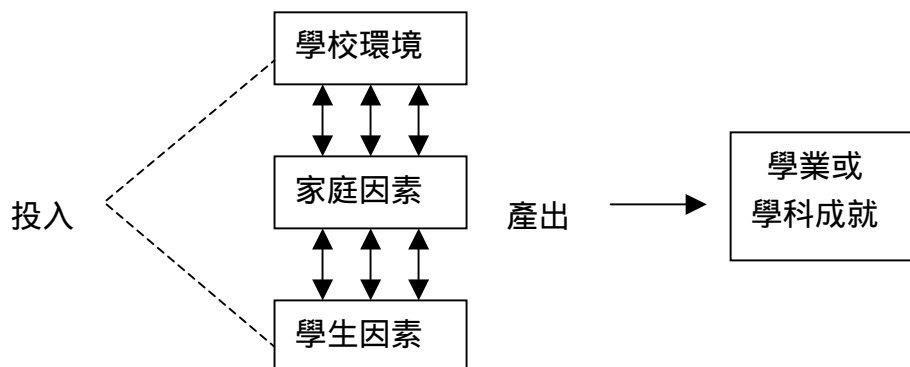 學校環境
家庭因素
投入
產出
學業或
學科成就
學生因素